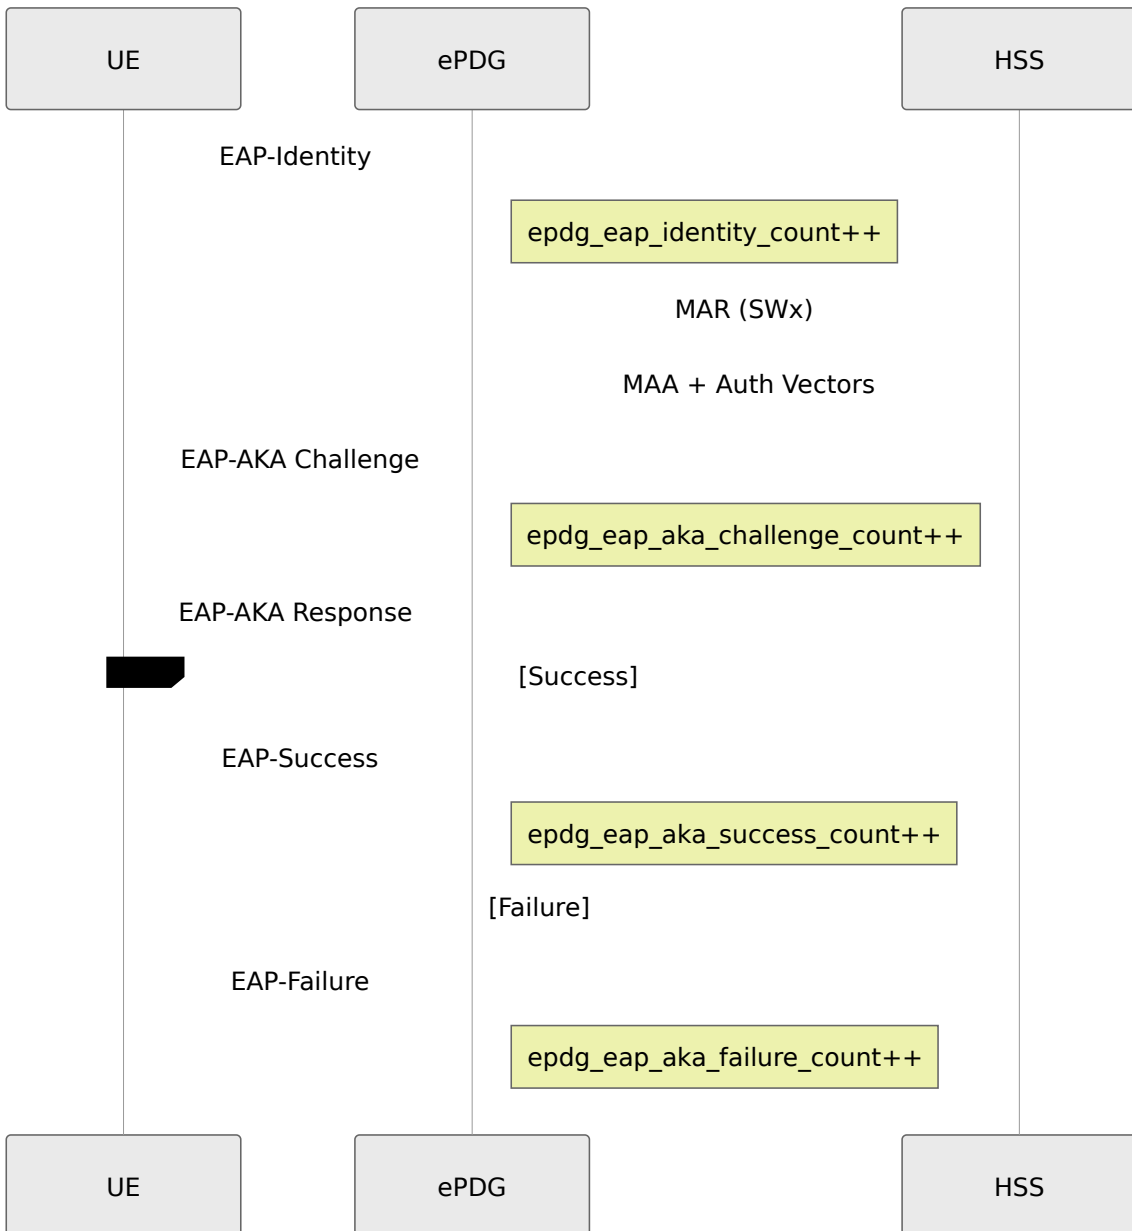 UE
ePDG
HSS
EAP-Identity
epdg_eap_identity_count++
MAR (SWx)
MAA + Auth Vectors
EAP-AKA Challenge
epdg_eap_aka_challenge_count++
EAP-AKA Response
[Success]
EAP-Success
epdg_eap_aka_success_count++
[Failure]
EAP-Failure
epdg_eap_aka_failure_count++
UE
ePDG
HSS